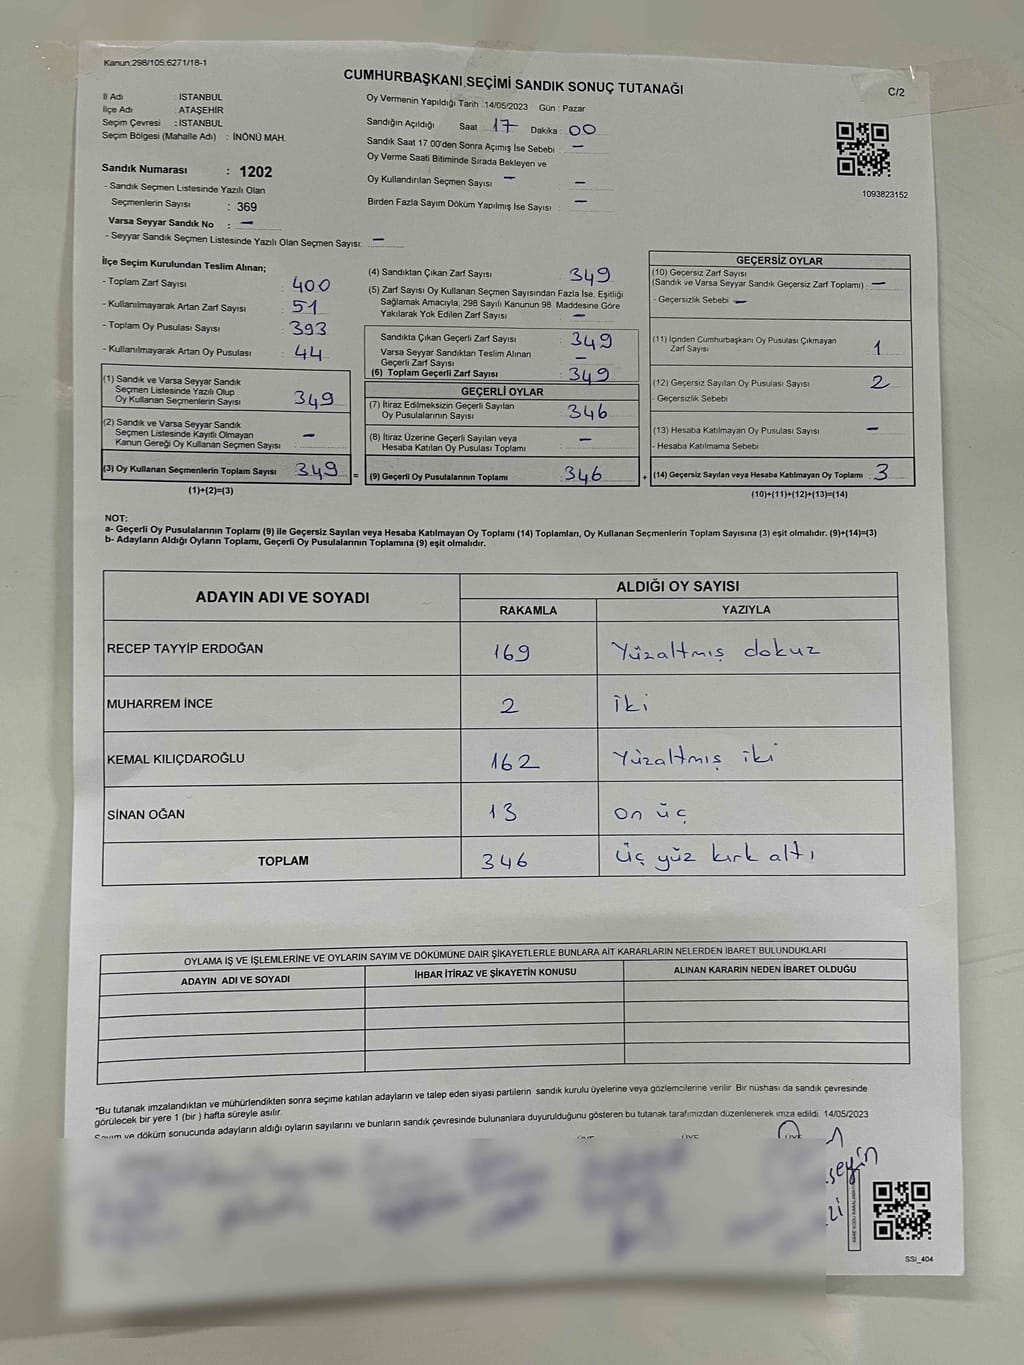 Kanun:298/105;6271/18-1
CUMHURBAŞKANI SEÇİMİ SANDIK SONUÇ TUTANAĞI
C/2
İl Adı : İSTANBUL
İlçe Adı : ATAŞEHİR
Seçim Çevresi : İSTANBUL
Seçim Bölgesi (Mahalle Adı) : İNÖNÜ MAH.
Oy Vermenin Yapıldığı Tarih :14/05/2023 Gün : Pazar
Sandığın Açıldığı Saat 17 Dakika : 00
Sandık Saat 17.00'den Sonra Açımış İse Sebebi : –
Oy Verme Saati Bitiminde Sırada Bekleyen ve
Oy Kullandırılan Seçmen Sayısı – –
Birden Fazla Sayım Döküm Yapılmış İse Sayısı –
1093823152
Sandık Numarası : 1202
- Sandık Seçmen Listesinde Yazılı Olan
Seçmenlerin Sayısı : 369
Varsa Seyyar Sandık No : –
- Seyyar Sandık Seçmen Listesinde Yazılı Olan Seçmen Sayısı: –
İlçe Seçim Kurulundan Teslim Alınan;
- Toplam Zarf Sayısı : 400
- Kullanılmayarak Artan Zarf Sayısı : 51
- Toplam Oy Pusulası Sayısı : 393
- Kullanılmayarak Artan Oy Pusulası : 44
(1) Sandık ve Varsa Seyyar Sandık
Seçmen Listesinde Yazılı Olup
Oy Kullanan Seçmenlerin Sayısı : 349
(2) Sandık ve Varsa Seyyar Sandık
Seçmen Listesinde Kayıtlı Olmayan
Kanun Gereği Oy Kullanan Seçmen Sayısı : –
(3) Oy Kullanan Seçmenlerin Toplam Sayısı : 349 =
(1)+(2)=(3)
(4) Sandıktan Çıkan Zarf Sayısı : 349
(5) Zarf Sayısı Oy Kullanan Seçmen Sayısından Fazla İse, Eşitliği
Sağlamak Amacıyla, 298 Sayılı Kanunun 98. Maddesine Göre
Yakılarak Yok Edilen Zarf Sayısı : –
Sandıkta Çıkan Geçerli Zarf Sayısı : 349
Varsa Seyyar Sandıktan Teslim Alınan
Geçerli Zarf Sayısı : –
(6) Toplam Geçerli Zarf Sayısı : 349
GEÇERLİ OYLAR
(7) İtiraz Edilmeksizin Geçerli Sayılan
Oy Pusulalarının Sayısı : 346
(8) İtiraz Üzerine Geçerli Sayılan veya
Hesaba Katılan Oy Pusulası Toplamı : –
(9) Geçerli Oy Pusulalarının Toplamı : 346 +
GEÇERSİZ OYLAR
(10) Geçersiz Zarf Sayısı
(Sandık ve Varsa Seyyar Sandık Geçersiz Zarf Toplamı) : –
- Geçersizlik Sebebi : –
(11) İçinden Cumhurbaşkanı Oy Pusulası Çıkmayan
Zarf Sayısı : 1
(12) Geçersiz Sayılan Oy Pusulası Sayısı : 2
- Geçersizlik Sebebi :
(13) Hesaba Katılmayan Oy Pusulası Sayısı : –
- Hesaba Katılmama Sebebi :
(14) Geçersiz Sayılan veya Hesaba Katılmayan Oy Toplamı : 3
(10)+(11)+(12)+(13)=(14)
NOT:
a- Geçerli Oy Pusulalarının Toplamı (9) ile Geçersiz Sayılan veya Hesaba Katılmayan Oy Toplamı (14) Toplamları, Oy Kullanan Seçmenlerin Toplam Sayısına (3) eşit olmalıdır. (9)+(14)=(3)
b- Adayların Aldığı Oyların Toplamı, Geçerli Oy Pusulalarının Toplamına (9) eşit olmalıdır.
ADAYIN ADI VE SOYADI
ALDIĞI OY SAYISI
RAKAMLA YAZIYLA
RECEP TAYYİP ERDOĞAN 169 Yüzaltmış dokuz
MUHARREM İNCE 2 İki
KEMAL KILIÇDAROĞLU 162 Yüzaltmış iki
SİNAN OĞAN 13 On üç
TOPLAM 346 Üç yüz kırk altı
OYLAMA İŞ VE İŞLEMLERİNE VE OYLARIN SAYIM VE DÖKÜMÜNE DAİR ŞİKAYETLERLE BUNLARA AİT KARARLARIN NELERDEN İBARET BULUNDUKLARI
ADAYIN ADI VE SOYADI İHBAR İTİRAZ VE ŞİKAYETİN KONUSU ALINAN KARARIN NEDEN İBARET OLDUĞU
"Bu tutanak imzalandıktan ve mühürlendikten sonra seçime katılan adayların ve talep eden siyasi partilerin sandık kurulu üyelerine veya gözlemcilerine verilir. Bir nüshası da sandık çevresinde
görülecek bir yere 1 (bir ) hafta süreyle asılır.
Sayım ve döküm sonucunda adayların aldığı oyların sayılarını ve bunların sandık çevresinde bulunanlara duyurulduğunu gösteren bu tutanak tarafımızdan düzenlenerek imza edildi. 14/05/2023
ÜYE ÜYE ÜYE
SSI_404